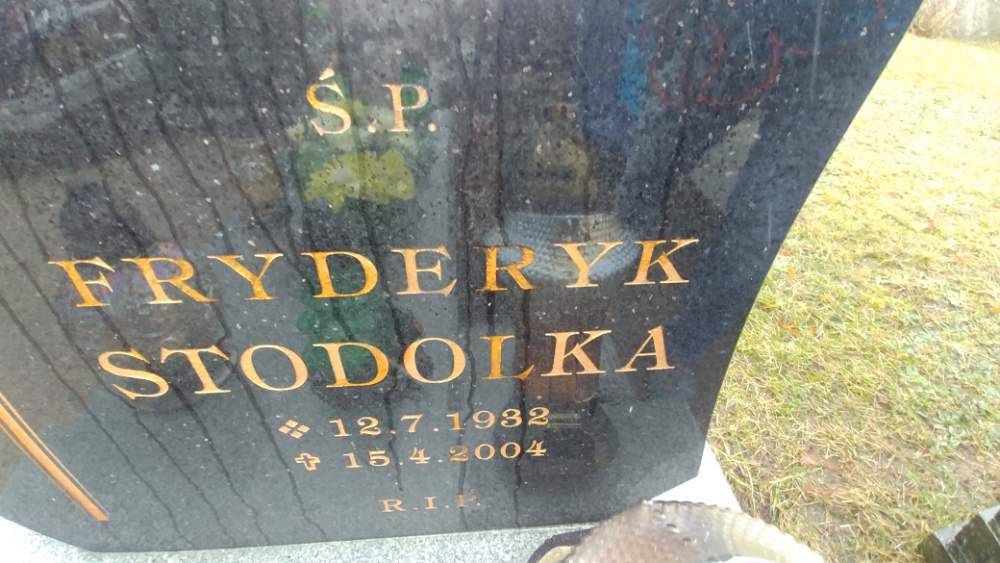 Ś.P.
FRYDERYK
STODOLKA
12.7.1932
15.4.2004
R.I.P.